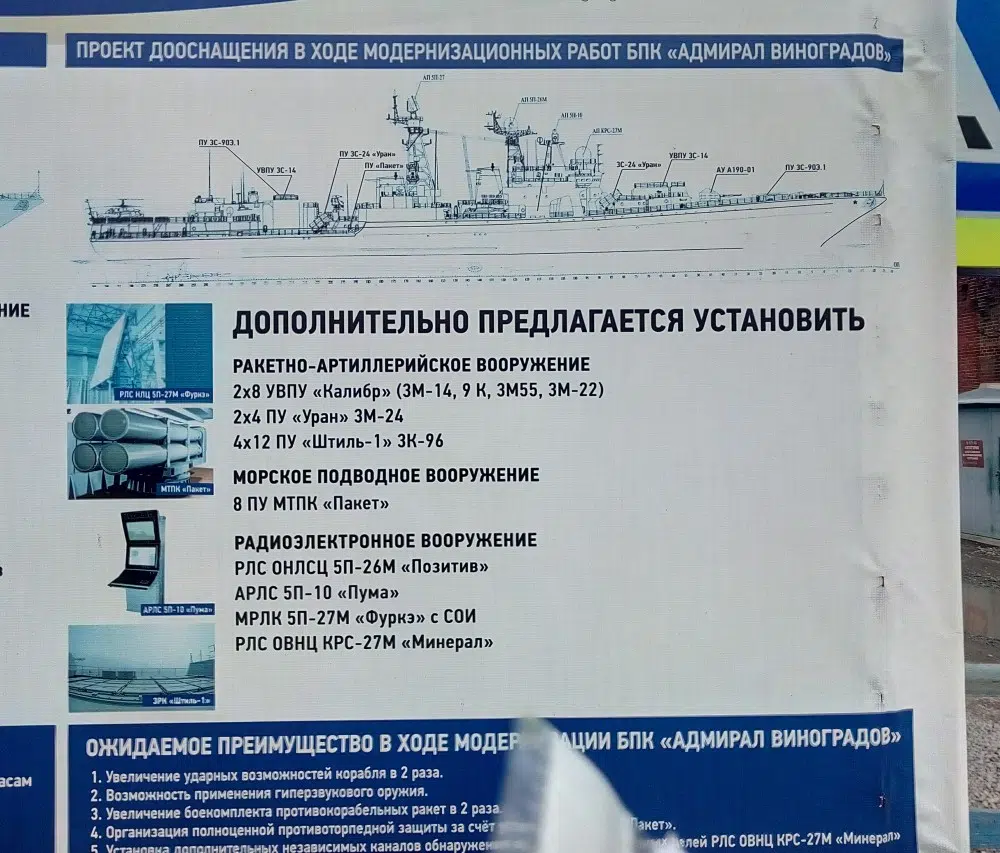 ПРОЕКТ ДООСНАЩЕНИЯ В ХОДЕ МОДЕРНИЗАЦИОННЫХ РАБОТ БПК «АДМИРАЛ ВИНОГРАДОВ»
АП 5П-27
АП 5П-26М
АП 5П-10
АП КРС-27М
ПУ 3С-90Э.1
УВПУ 3С-14
ПУ 3С-24 «Уран»
ПУ «Пакет»
3С-24 «Уран»
УВПУ 3С-14
АУ А190-01
ПУ 3С-90Э.1
НИЕ
ДОПОЛНИТЕЛЬНО ПРЕДЛАГАЕТСЯ УСТАНОВИТЬ
РАКЕТНО-АРТИЛЛЕРИЙСКОЕ ВООРУЖЕНИЕ
2х8 УВПУ «Калибр» (3М-14, 9 К, 3М55, 3М-22)
2х4 ПУ «Уран» 3М-24
4х12 ПУ «Штиль-1» 3К-96
МОРСКОЕ ПОДВОДНОЕ ВООРУЖЕНИЕ
8 ПУ МТПК «Пакет»
РАДИОЭЛЕКТРОННОЕ ВООРУЖЕНИЕ
РЛС ОНЛСЦ 5П-26М «Позитив»
АРЛС 5П-10 «Пума»
МРЛК 5П-27М «Фуркэ» с СОИ
РЛС ОВНЦ КРС-27М «Минерал»
РЛС НЛЦ 5П-27М «Фуркэ»
МТПК «Пакет»
АРЛС 5П-10 «Пума»
ЗРК «Штиль-1»
асам
ОЖИДАЕМОЕ ПРЕИМУЩЕСТВО В ХОДЕ МОДЕР АЦИИ БПК «АДМИРАЛ ВИНОГРАДОВ»
1. Увеличение ударных возможностей корабля в 2 раза.
2. Возможность применения гиперзвукового оружия.
3. Увеличение боекомплекта противокорабельных ракет в 2 раза.
4. Организация полноценной противоторпедной защиты за счёт Пакет».
5. Установка дополнительных независимых каналов обнаружен елей РЛС ОВНЦ КРС-27М «Минерал»